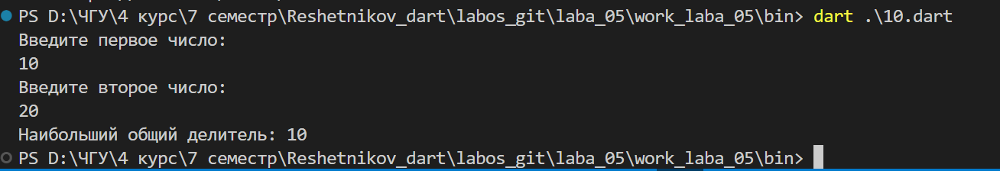 PS D:\ЧГУ\4 курс\7 семестр\Reshetnikov_dart\labos_git\laba_05\work_laba_05\bin> dart .\10.dart
Введите первое число:
10
Введите второе число:
20
Наибольший общий делитель: 10
PS D:\ЧГУ\4 курс\7 семестр\Reshetnikov_dart\labos_git\laba_05\work_laba_05\bin>